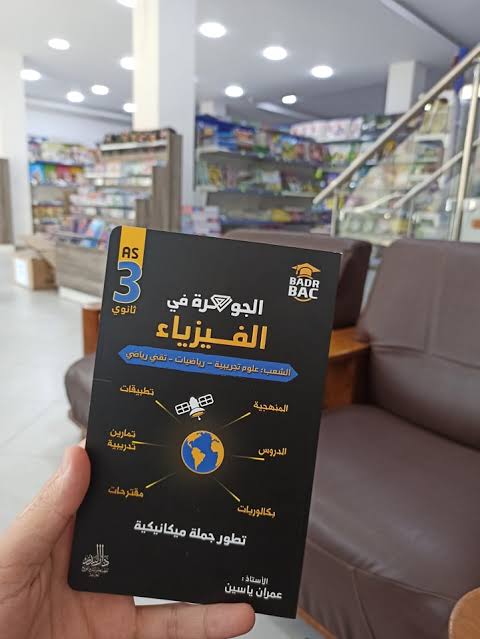 AS
3
ثانوي
BADR
BAC
الجوهرة في
الفيزياء
الشعب: علوم تجريبية - رياضيات - تقني رياضي
المنهجية
تطبيقات
الدروس
تمارين
تدريبية
بكالوريات
مقترحات
تطور جملة ميكانيكية
الأستاذ:
عمران ياسين